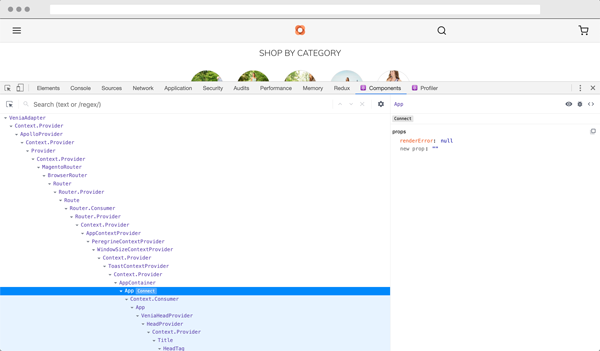 SHOP BY CATEGORY
Elements Console Sources Network Application Security Audits Performance Memory Redux Components Profiler
Search (text or /regex/)
App
Connect
props
renderError: null
new prop: ""
VeniaAdapter
Context.Provider
ApolloProvider
Context.Provider
Provider
Context.Provider
MagentoRouter
BrowserRouter
Router
Router.Provider
Route
Router.Consumer
Router.Provider
Context.Provider
AppContextProvider
PeregrineContextProvider
WindowSizeContextProvider
Context.Provider
ToastContextProvider
Context.Provider
AppContainer
App Connect
Context.Consumer
App
VeniaHeadProvider
HeadProvider
Context.Provider
Title
HeadTag